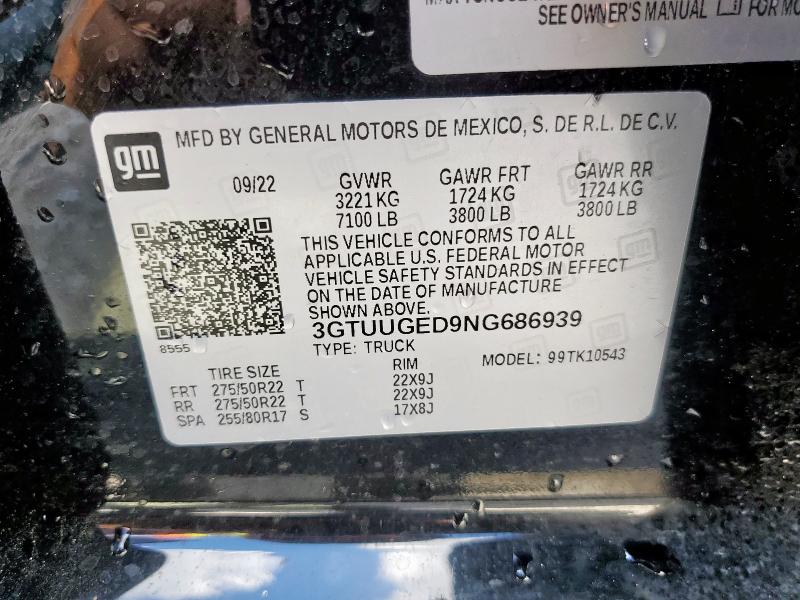 SEE OWNER'S MANUAL FOR MO
gm
MFD BY GENERAL MOTORS DE MEXICO, S. DE R.L. DE C.V.
09/22 GVWR GAWR FRT GAWR RR
3221 KG 1724 KG 1724 KG
7100 LB 3800 LB 3800 LB
THIS VEHICLE CONFORMS TO ALL
APPLICABLE U.S. FEDERAL MOTOR
VEHICLE SAFETY STANDARDS IN EFFECT
ON THE DATE OF MANUFACTURE
SHOWN ABOVE.
3GTUUGED9NG686939
8555
TYPE: TRUCK MODEL: 99TK10543
TIRE SIZE RIM
FRT 275/50R22 T 22X9J
RR 275/50R22 T 22X9J
SPA 255/80R17 S 17X8J